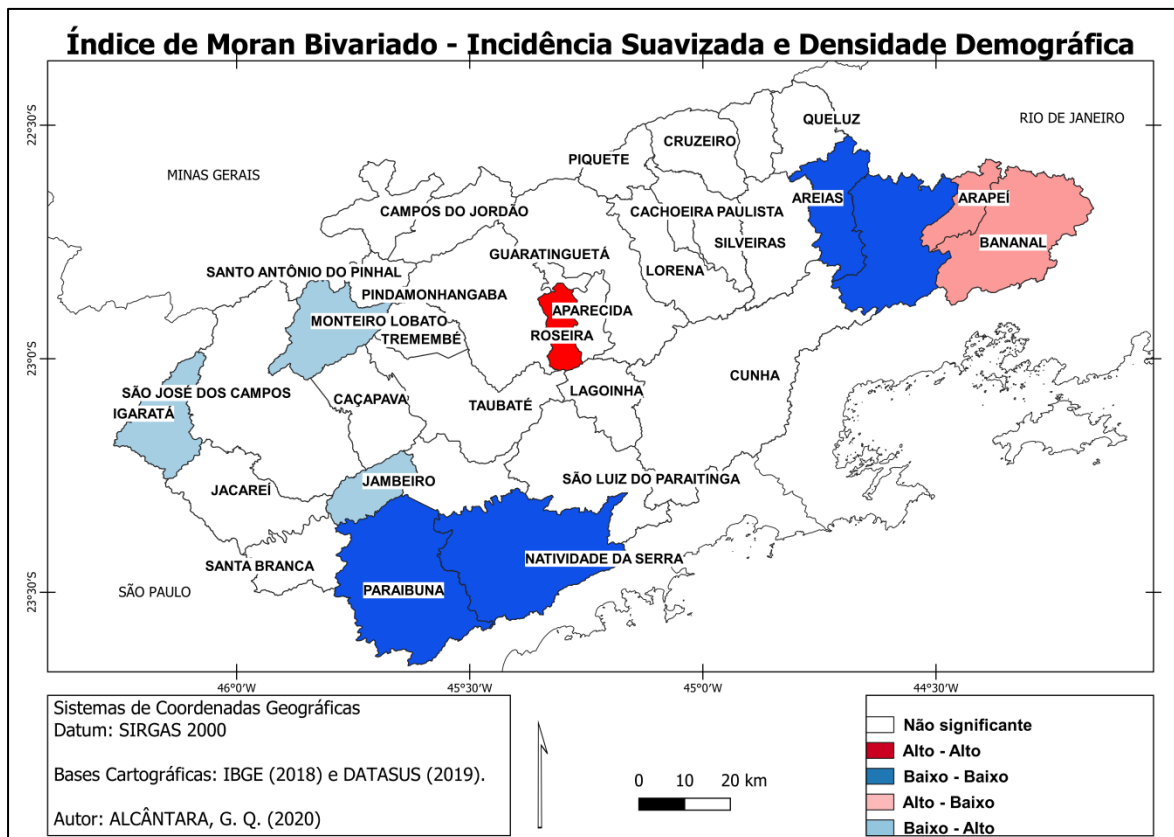 Índice de Moran Bivariado - Incidência Suavizada e Densidade Demográfica
22°30'S
23°00'S
23°30'S
RIO DE JANEIRO
MINAS GERAIS
SÃO PAULO
QUELUZ
CRUZEIRO
PIQUETE
AREIAS
ARAPEÍ
CAMPOS DO JORDÃO
CACHOEIRA PAULISTA
SILVEIRAS
BANANAL
GUARATINGUETÁ
SANTO ANTÔNIO DO PINHAL
LORENA
PINDAMONHANGABA
APARECIDA
MONTEIRO LOBATO
TREMEMBÉ
ROSEIRA
CUNHA
SÃO JOSÉ DOS CAMPOS
LAGOINHA
CAÇAPAVA
TAUBATÉ
IGARATÁ
JACAREÍ
JAMBEIRO
SÃO LUIZ DO PARAITINGA
SANTA BRANCA
NATIVIDADE DA SERRA
PARAIBUNA
46°0'W
45°30'W
45°0'W
44°30'W
Sistemas de Coordenadas Geográficas
Datum: SIRGAS 2000
Bases Cartográficas: IBGE (2018) e DATASUS (2019).
Autor: ALCÂNTARA, G. Q. (2020)
0 10 20 km
Não significante
Alto - Alto
Baixo - Baixo
Alto - Baixo
Baixo - Alto